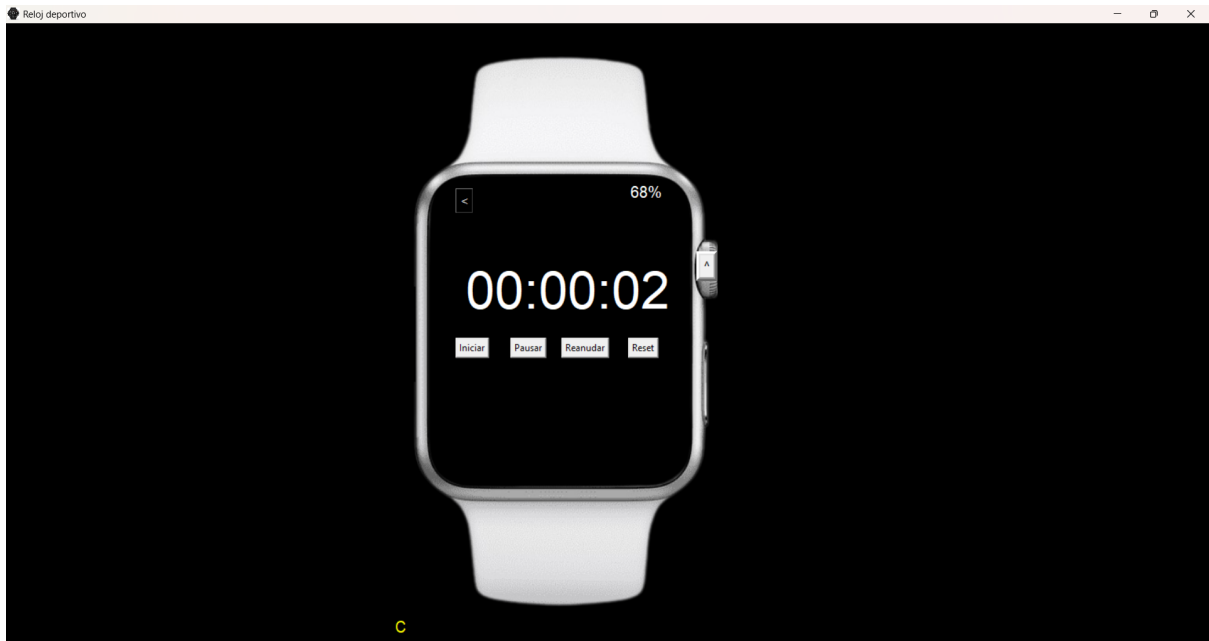 Reloj deportivo
68%
<
^
00:00:02
Iniciar Pausar Reanudar Reset
C